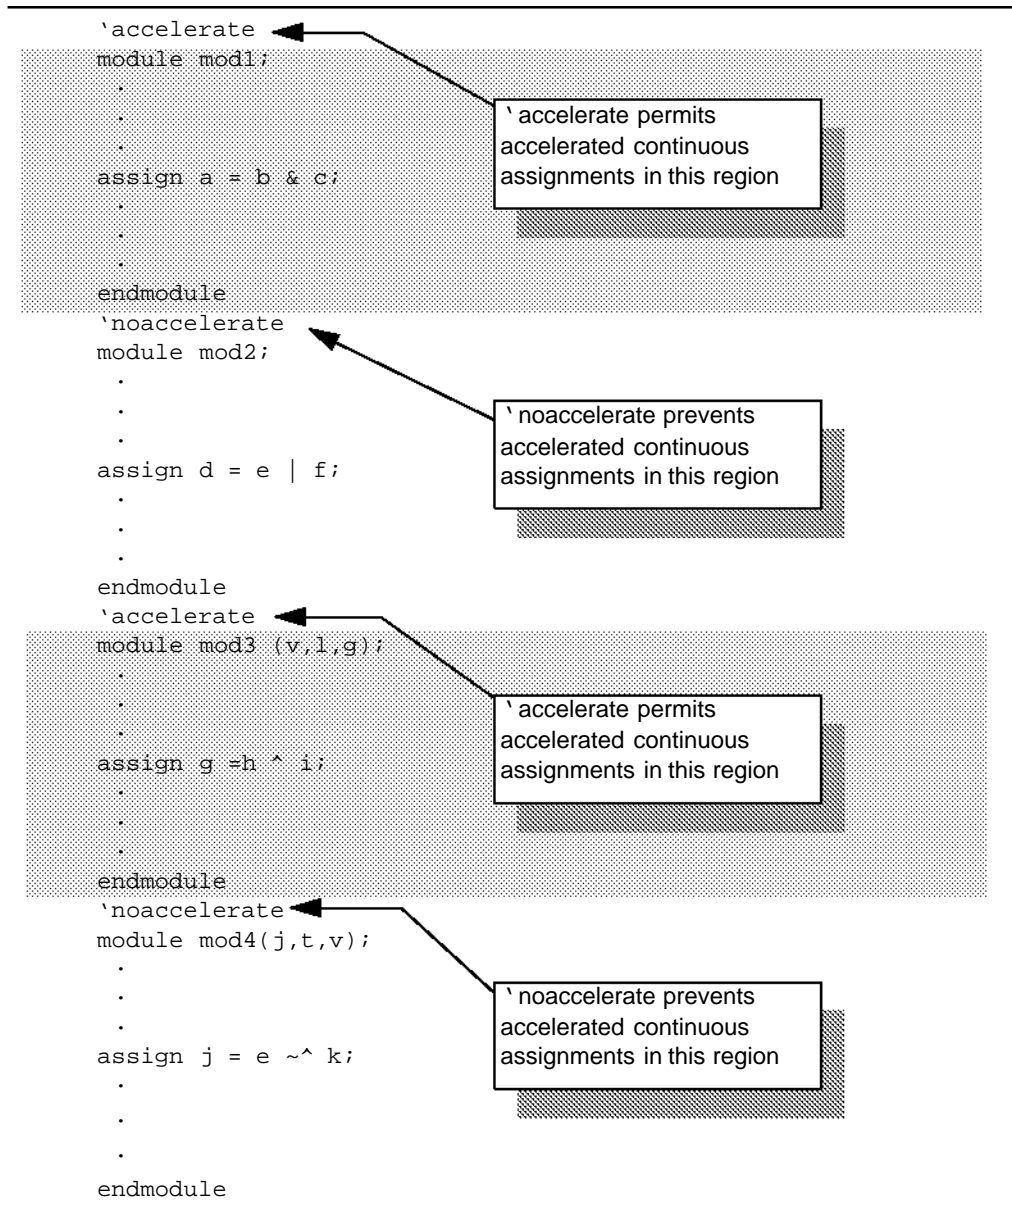 ‵accelerate
module mod1;
.
.
.
‵accelerate permits
accelerated continuous
assignments in this region
assign a = b & c;
.
.
.
endmodule
‵noaccelerate
module mod2;
.
.
.
‵noaccelerate prevents
accelerated continuous
assignments in this region
assign d = e | f;
.
.
.
endmodule
‵accelerate
module mod3 (v,l,g);
.
.
.
‵accelerate permits
accelerated continuous
assignments in this region
assign g =h ^ i;
.
.
.
endmodule
‵noaccelerate
module mod4(j,t,v);
.
.
.
‵noaccelerate prevents
accelerated continuous
assignments in this region
assign j = e ~^ k;
.
.
.
endmodule